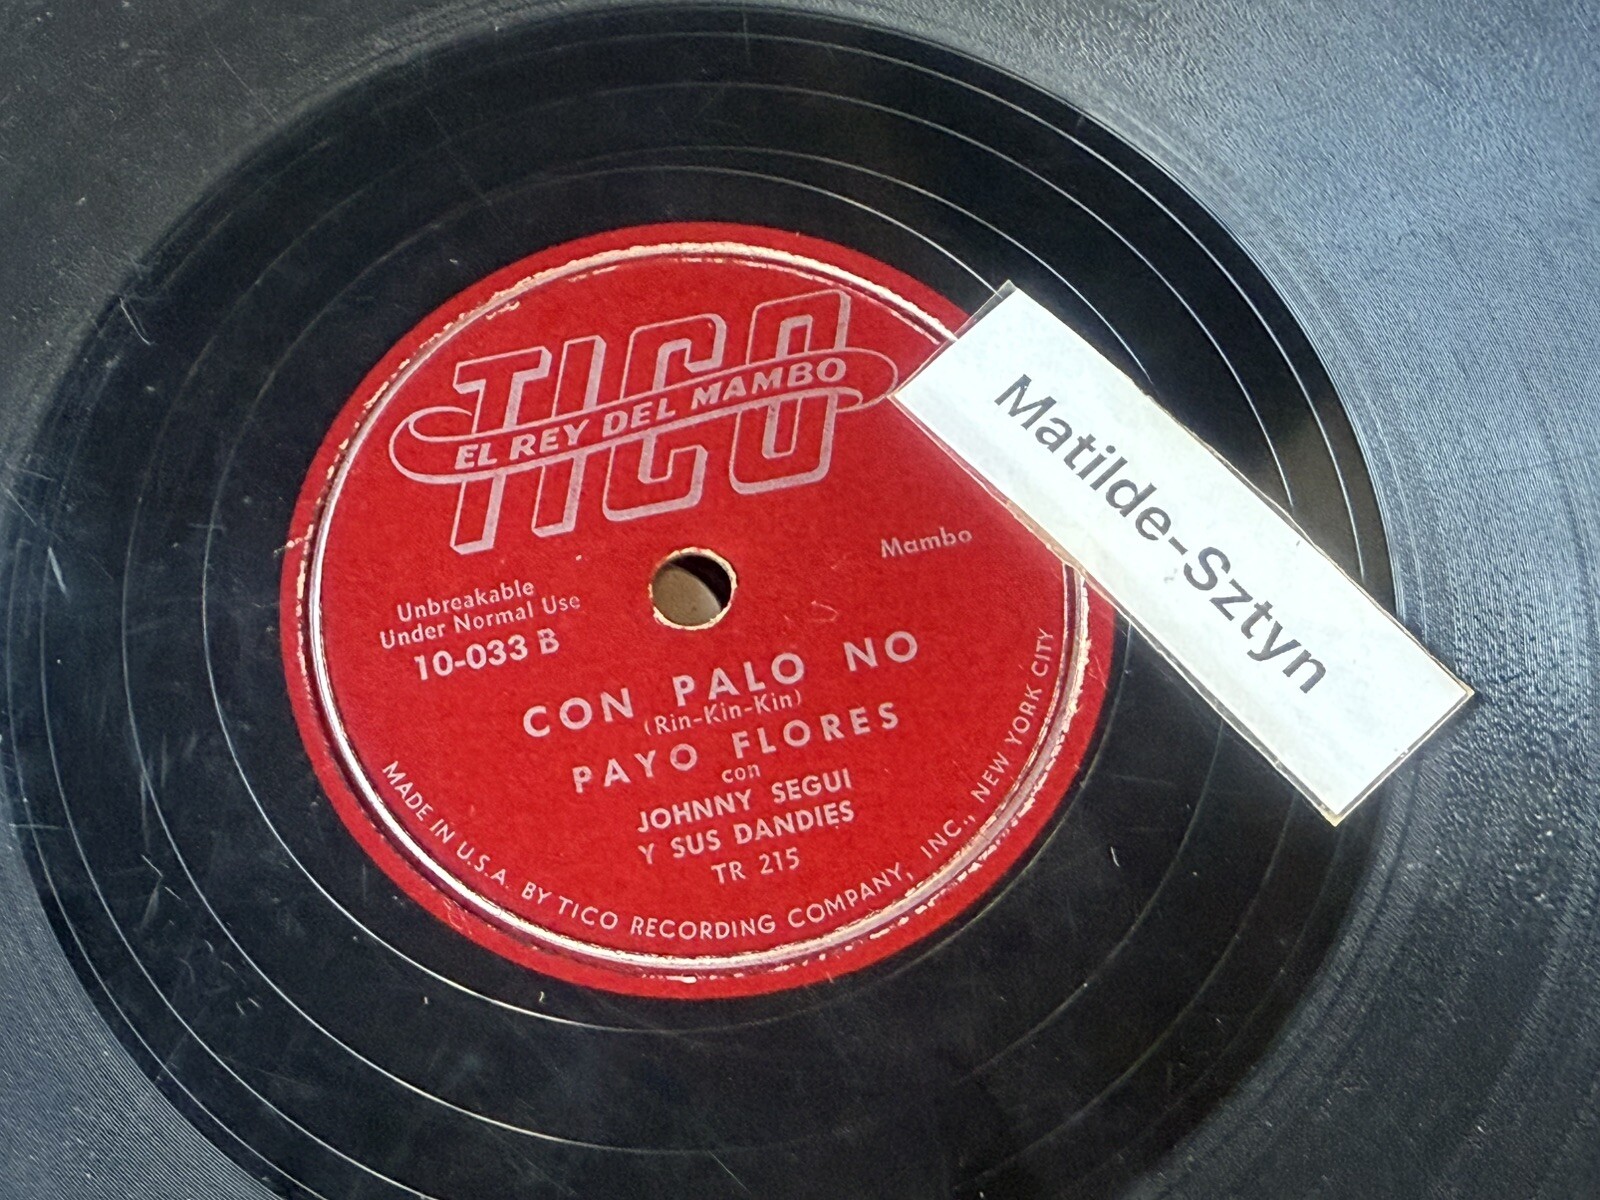 TICO
EL REY DEL MAMBO
Mambo
Unbreakable
Under Normal Use
10-033 B
CON PALO NO
(Rin-Kin-Kin)
PAYO FLORES
con
JOHNNY SEGUI
Y SUS DANDIES
TR 215
MADE IN U.S.A. BY TICO RECORDING COMPANY, INC., NEW YORK CITY
Matilde-Sztyn